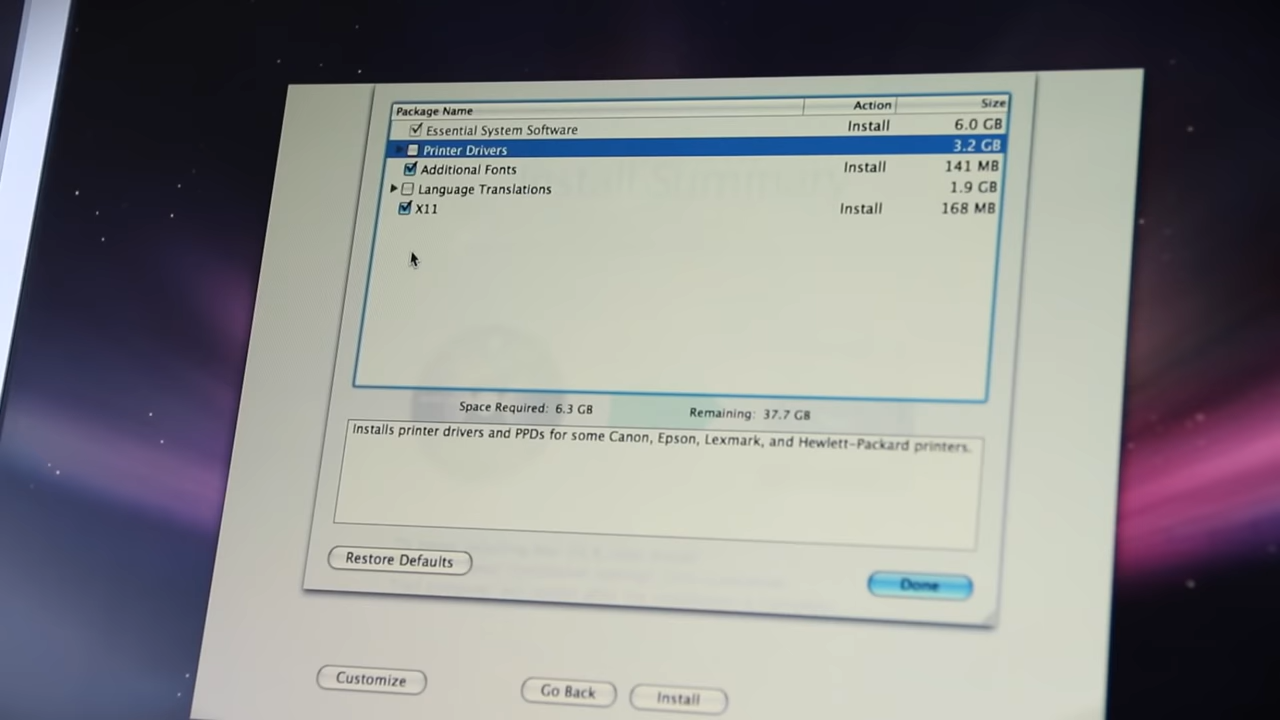 Package Name Action Size
Essential System Software Install 6.0 GB
Printer Drivers 3.2 GB
Additional Fonts Install 141 MB
Language Translations 1.9 GB
X11 Install 168 MB
Space Required: 6.3 GB Remaining: 37.7 GB
Installs printer drivers and PPDs for some Canon, Epson, Lexmark, and Hewlett-Packard printers.
Restore Defaults Done
Customize Go Back Install